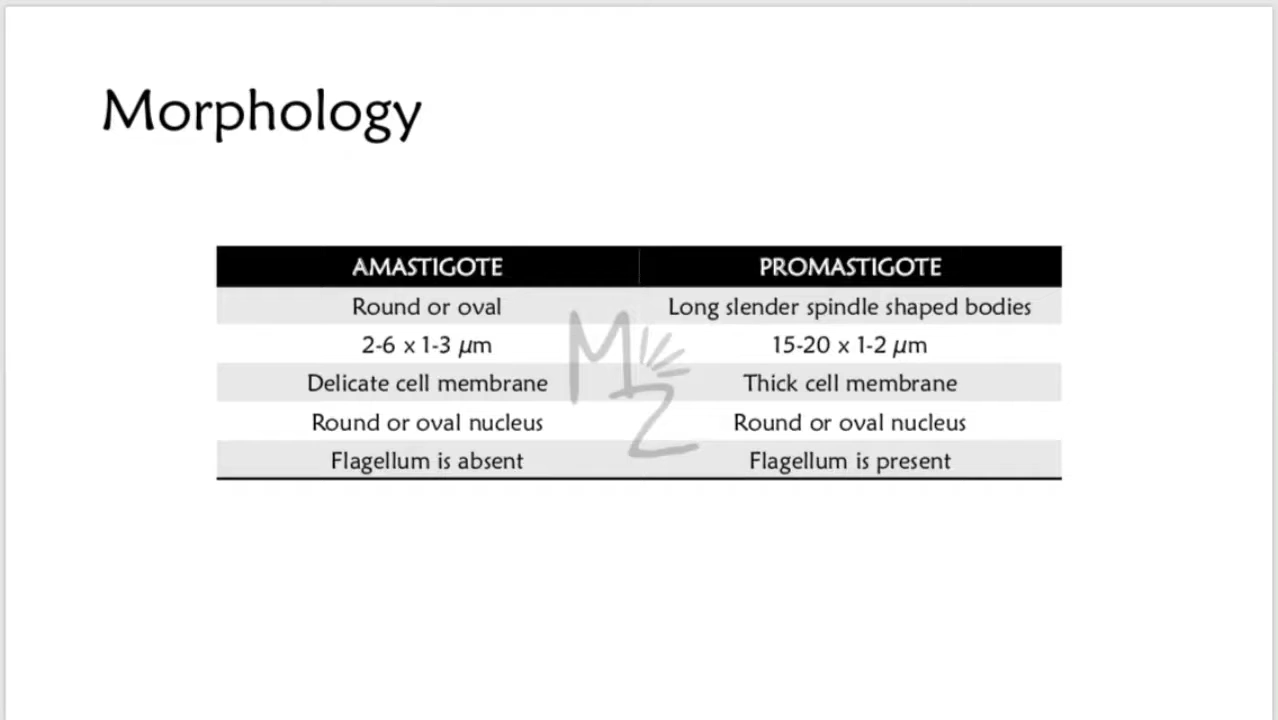 Morphology
AMASTIGOTE PROMASTIGOTE
Round or oval Long slender spindle shaped bodies
2-6 x 1-3 µm 15-20 x 1-2 µm
Delicate cell membrane Thick cell membrane
Round or oval nucleus Round or oval nucleus
Flagellum is absent Flagellum is present
MZ